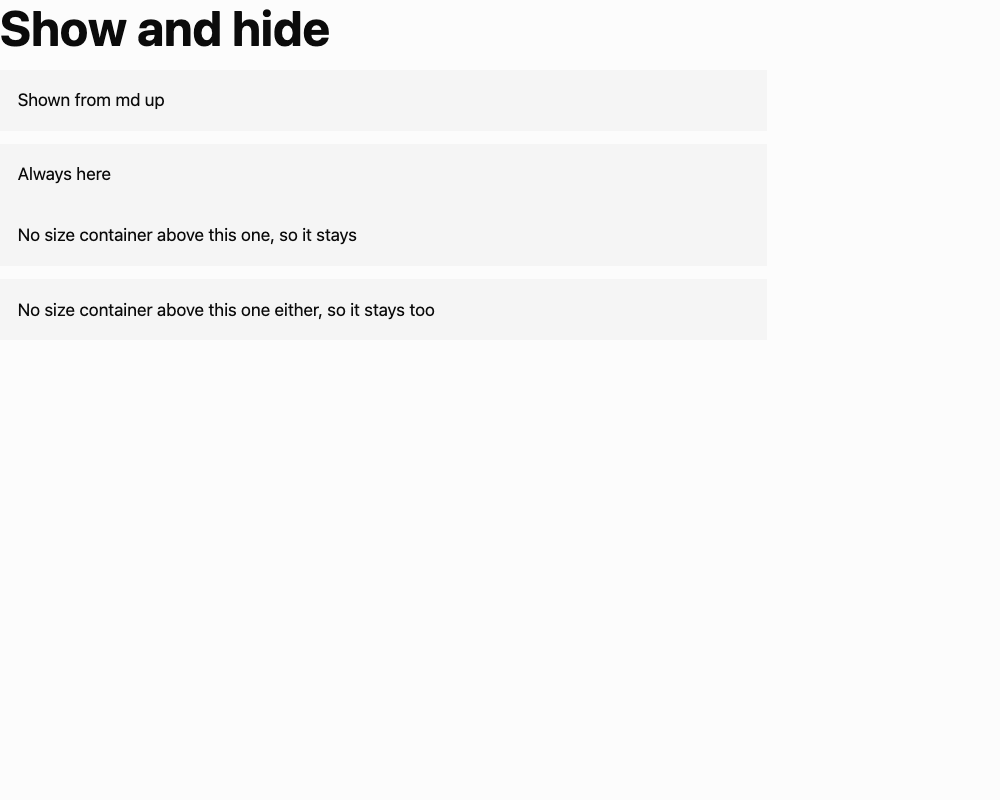 Show and hide
Shown from md up
Always here
No size container above this one, so it stays
No size container above this one either, so it stays too